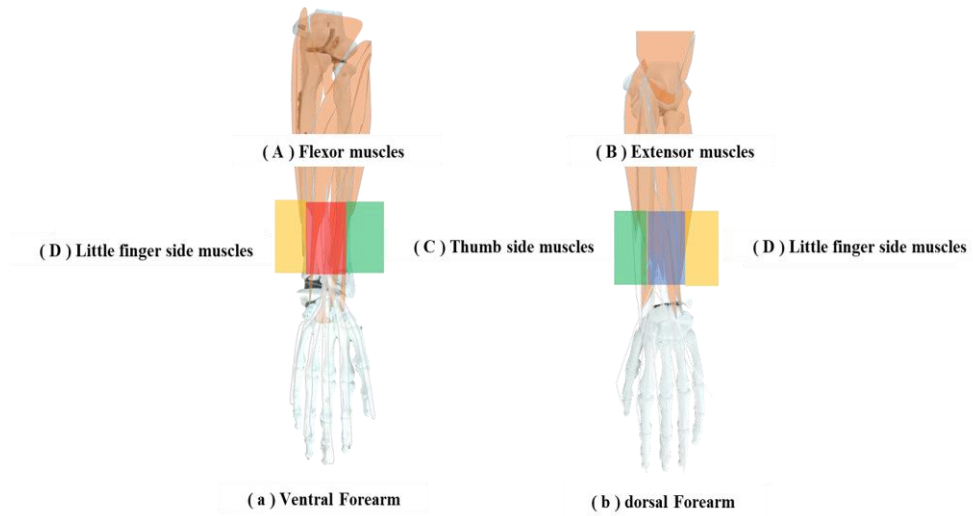 ( A ) Flexor muscles
( B ) Extensor muscles
( D ) Little finger side muscles
( C ) Thumb side muscles
( D ) Little finger side muscles
( a ) Ventral Forearm
( b ) dorsal Forearm